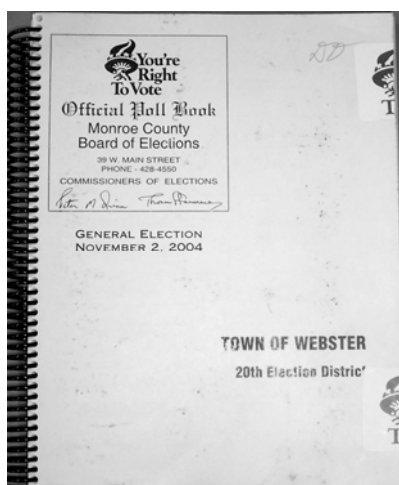 You're
Right
To Vote
Official Poll Book
Monroe County
Board of Elections
39 W. MAIN STREET
PHONE - 428-4550
COMMISSIONERS OF ELECTIONS
GENERAL ELECTION
NOVEMBER 2, 2004
TOWN OF WEBSTER
20th Election District